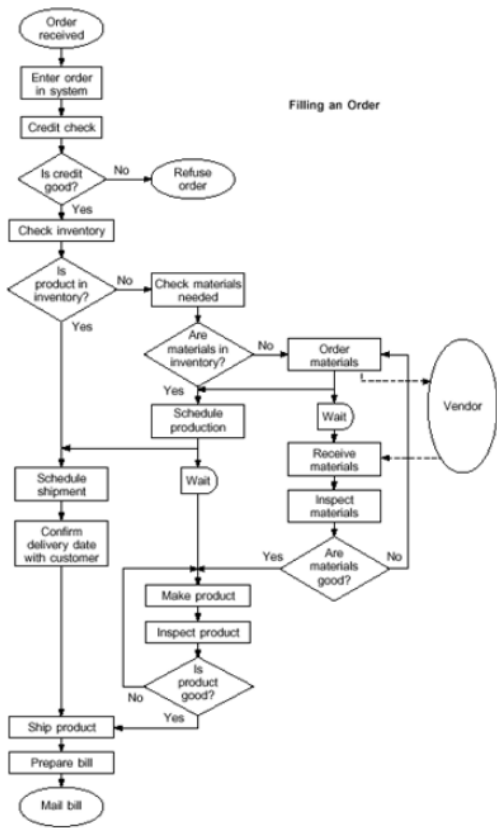 Order
received
Enter order
in system
Filling an Order
Credit check
Is credit
good?
No
Refuse
order
Yes
Check inventory
Is
product in
inventory?
No
Check materials
needed
Yes
Are
materials in
inventory?
No
Order
materials
Vendor
Yes
Schedule
production
Wait
Receive
materials
Schedule
shipment
Wait
Inspect
materials
Confirm
delivery date
with customer
Yes
Are
materials
good?
No
Make product
Inspect product
Is
product
good?
No
Yes
Ship product
Prepare bill
Mail bill